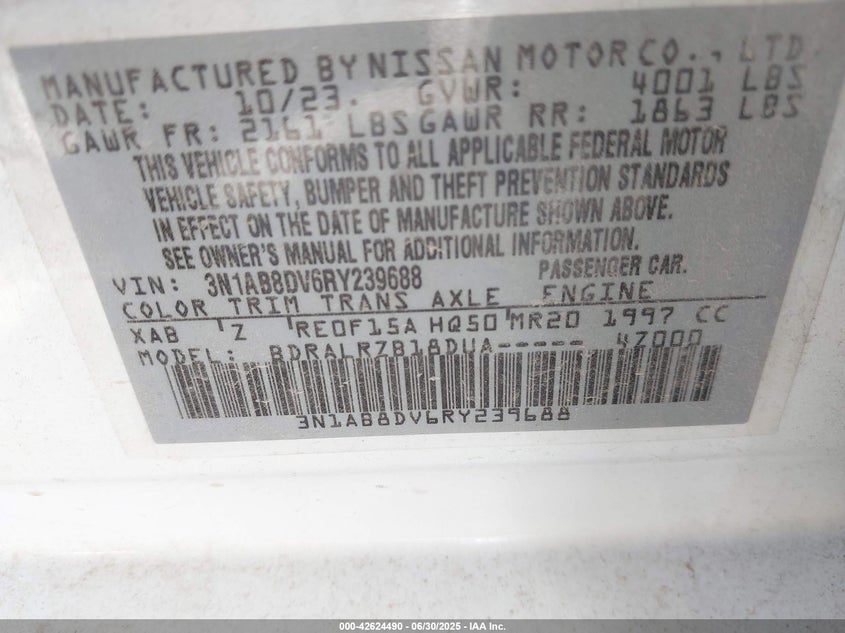 MANUFACTURED BY NISSAN MOTOR CO., LTD
DATE: 10/23. GVWR: 4001 LBS
GAWR FR: 2161 LBS GAWR RR: 1863 LBS
THIS VEHICLE CONFORMS TO ALL APPLICABLE FEDERAL MOTOR
VEHICLE SAFETY, BUMPER AND THEFT PREVENTION STANDARDS
IN EFFECT ON THE DATE OF MANUFACTURE SHOWN ABOVE.
SEE OWNER'S MANUAL FOR ADDITIONAL INFORMATION.
VIN: 3N1AB8DV6RY239688 PASSENGER CAR.
COLOR TRIM TRANS AXLE ENGINE
XAB Z RE0F15A HQ50 MR20 1997 CC
MODEL: BDRALRZB18DUA----- 4Z000
3N1AB8DV6RY239688
000-42624490 - 06/30/2025 - IAA Inc.